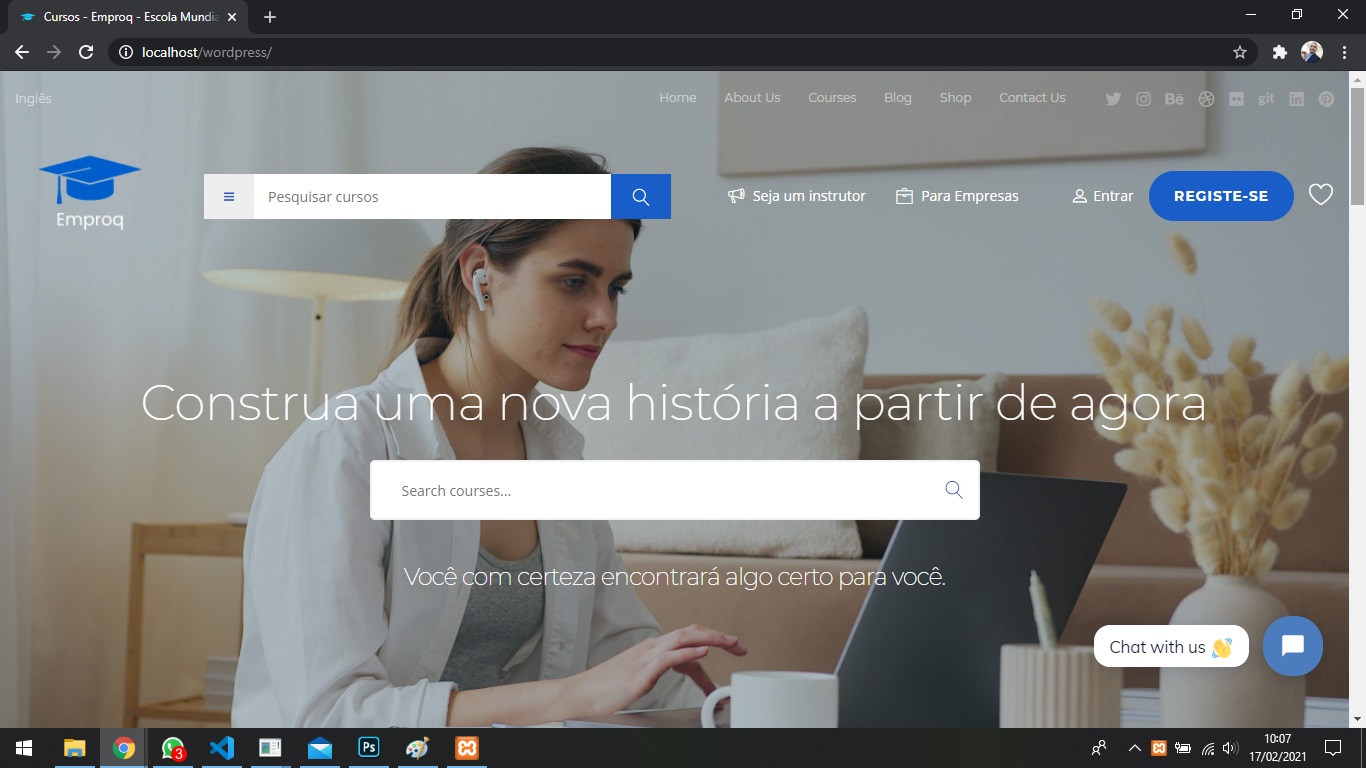 Cursos - Emproq - Escola Mundia
localhost/wordpress/
Inglês
Home About Us Courses Blog Shop Contact Us
Bē git
Emproq
Pesquisar cursos
Seja um instrutor
Para Empresas
Entrar
REGISTE-SE
Construa uma nova história a partir de agora
Search courses...
Você com certeza encontrará algo certo para você.
Chat with us 👋
3
Ps
10:07
17/02/2021